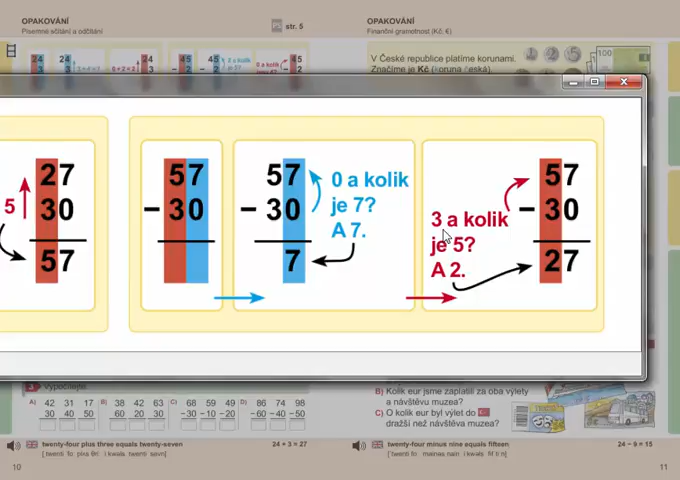 OPAKOVÁNÍ
Písemné sčítání a odčítání
str. 5
OPAKOVÁNÍ
Finanční gramotnost (Kč, €)
V České republice platíme korunami.
Značíme je Kč (koruna česká).
27
30
57
5
57
− 30
57
− 30
7
0 a kolik
je 7?
A 7.
3 a kolik
je 5?
A 2.
57
− 30
27
3 Vypočítej.
A) 42 31 17
30 40 50
B) 38 42 63
60 20 30
C) 68 59 49
−30 −10 −20
D) 86 74 98
−60 −40 −50
B) Kolik eur jsme zaplatili za oba výlety
a návštěvu muzea?
C) O kolik eur byl výlet do
dražší než návštěva muzea?
twenty-four plus three equals twenty-seven
24 + 3 = 27
twenty-four minus nine equals fifteen
24 − 9 = 15
10
11